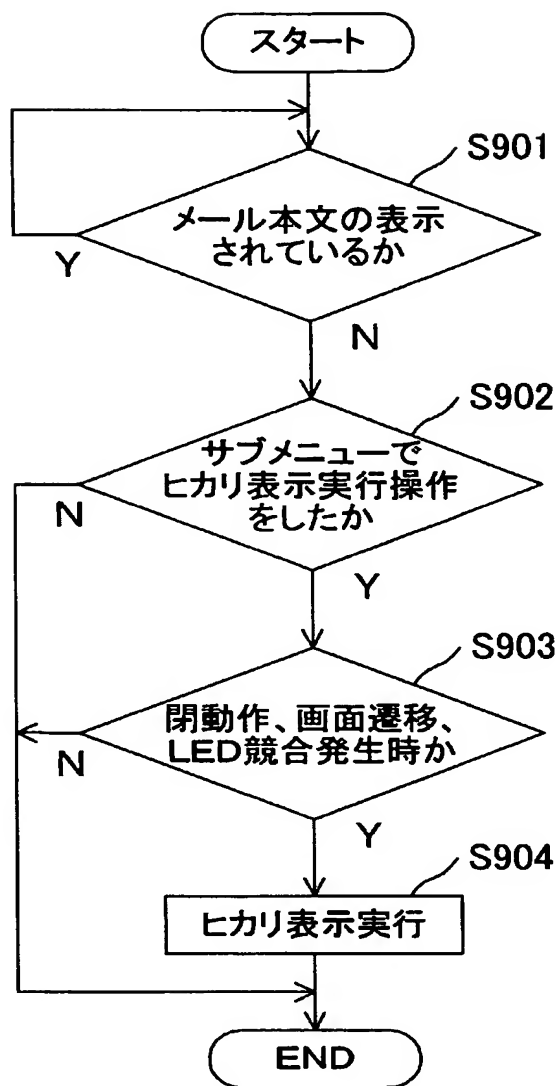 スタート
S901
メール本文の表示
されているか
Y
N
S902
サブメニューで
ヒカリ表示実行操作
をしたか
N
Y
S903
閉動作、画面遷移、
LED競合発生時か
N
Y
S904
ヒカリ表示実行
END